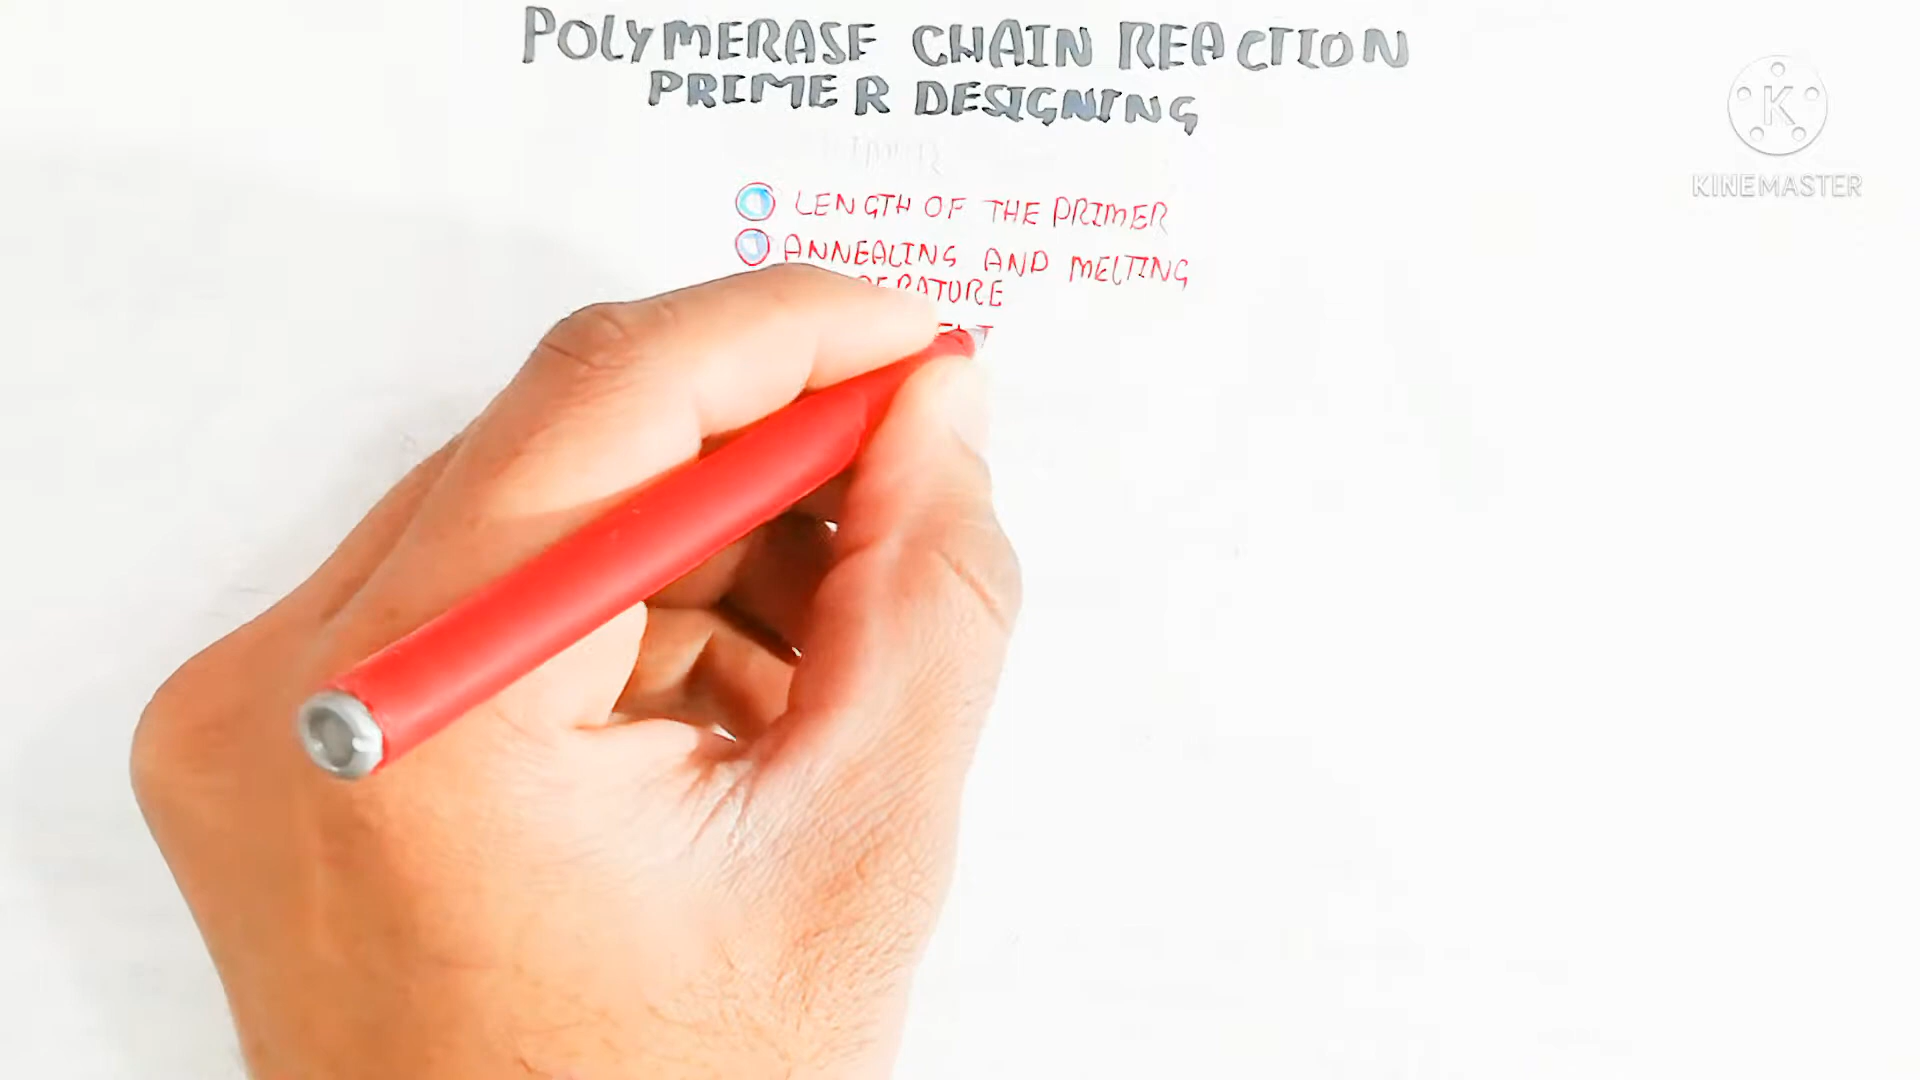 POLYMERASE CHAIN REACTION
PRIMER DESIGNING
K
KINEMASTER
LENGTH OF THE PRIMER
ANNEALING AND MELTING